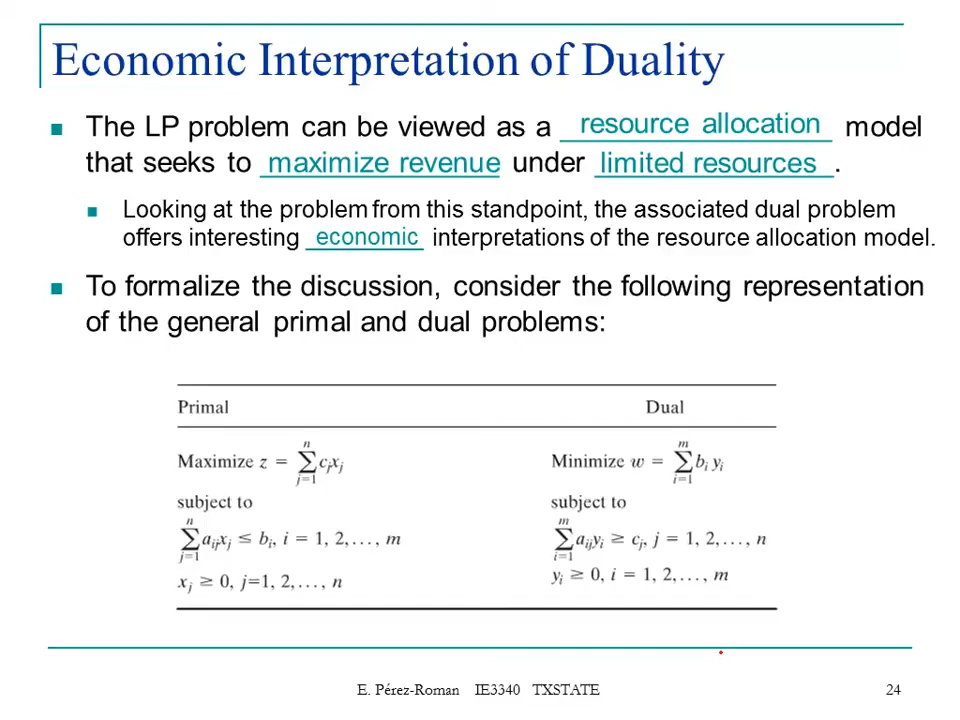 Economic Interpretation of Duality
The LP problem can be viewed as a resource allocation model
that seeks to maximize revenue under limited resources.
Looking at the problem from this standpoint, the associated dual problem
offers interesting economic interpretations of the resource allocation model.
To formalize the discussion, consider the following representation
of the general primal and dual problems:
Primal Dual
Maximize z = ∑_{j=1}^{n} c_j x_j Minimize w = ∑_{i=1}^{m} b_i y_i
subject to subject to
∑_{j=1}^{n} a_{ij} x_j ≤ b_i, i = 1, 2, . . . , m ∑_{i=1}^{m} a_{ij} y_i ≥ c_j, j = 1, 2, . . . , n
x_j ≥ 0, j=1, 2, . . . , n y_i ≥ 0, i = 1, 2, . . . , m
E. Pérez-Roman IE3340 TXSTATE 24